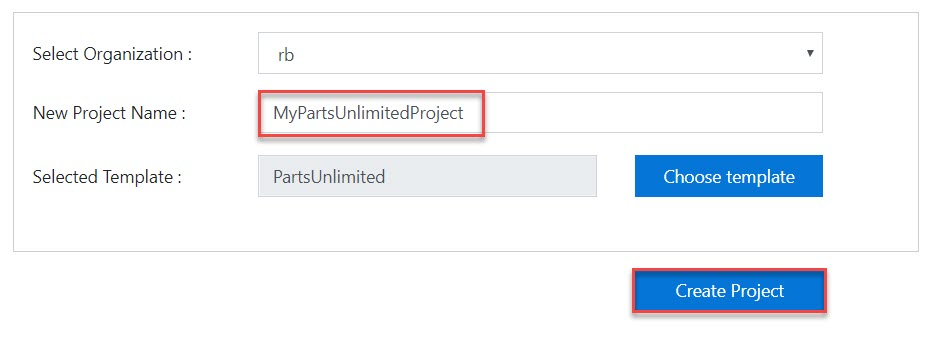 Select Organization : rb
New Project Name : MyPartsUnlimitedProject
Selected Template : PartsUnlimited Choose template
Create Project